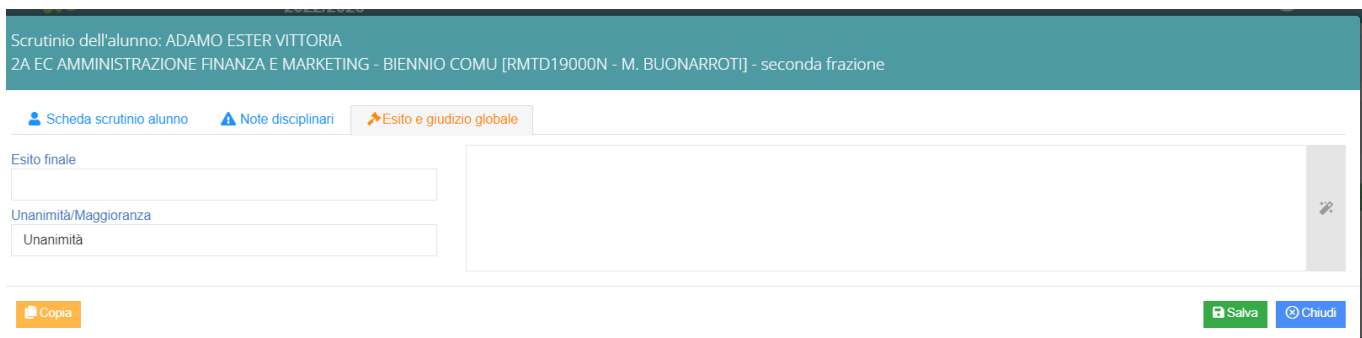 Scrutinio dell'alunno: ADAMO ESTER VITTORIA
2A EC AMMINISTRAZIONE FINANZA E MARKETING - BIENNIO COMU [RMTD19000N - M. BUONARROTI] - seconda frazione
Scheda scrutinio alunno Note disciplinari Esito e giudizio globale
Esito finale
Unanimità/Maggioranza
Unanimità
Copia Salva Chiudi